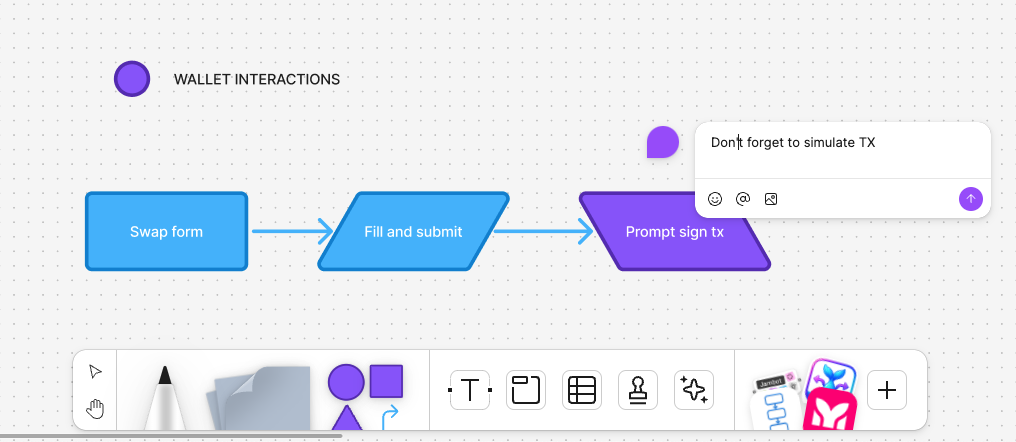 WALLET INTERACTIONS
Don't forget to simulate TX
Swap form
Fill and submit
Prompt sign tx
T
Jambot